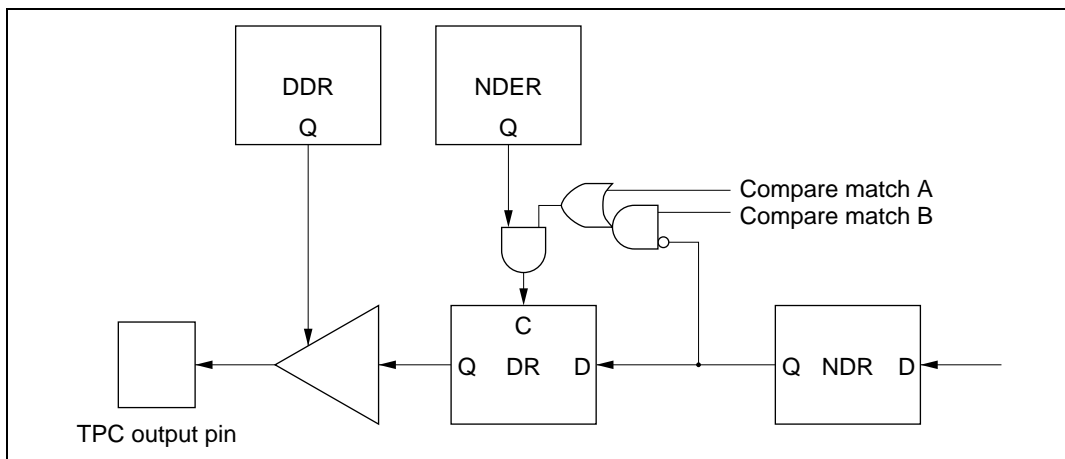 DDR
Q
NDER
Q
Compare match A
Compare match B
C
Q DR D
Q NDR D
TPC output pin